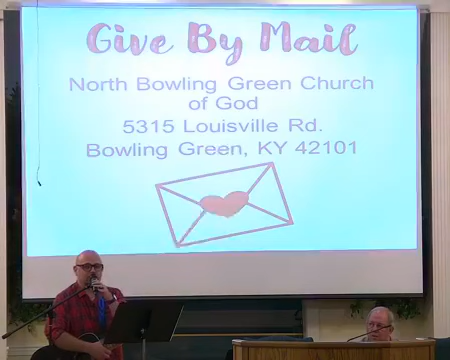 Give By Mail
North Bowling Green Church
of God
5315 Louisville Rd.
Bowling Green, KY 42101